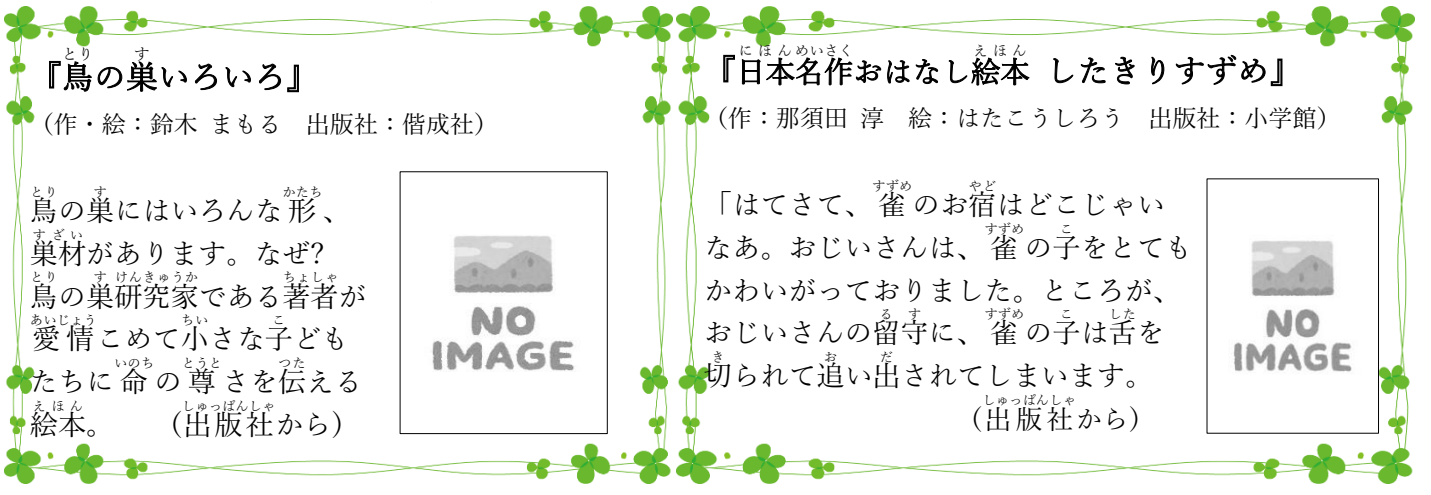 『鳥の巣いろいろ』
(作・絵：鈴木 まもる　出版社：偕成社)
鳥の巣にはいろんな形、
巣材があります。なぜ?
鳥の巣研究家である著者が
愛情こめて小さな子ども
たちに命の尊さを伝える
絵本。　　(出版社から)
NO
IMAGE
『日本名作おはなし絵本 したきりすずめ』
(作：那須田 淳　絵：はたこうしろう　出版社：小学館)
「はてさて、雀のお宿はどこじゃい
なあ。おじいさんは、雀の子をとても
かわいがっておりました。ところが、
おじいさんの留守に、雀の子は舌を
切られて追い出されてしまいます。
(出版社から)
NO
IMAGE